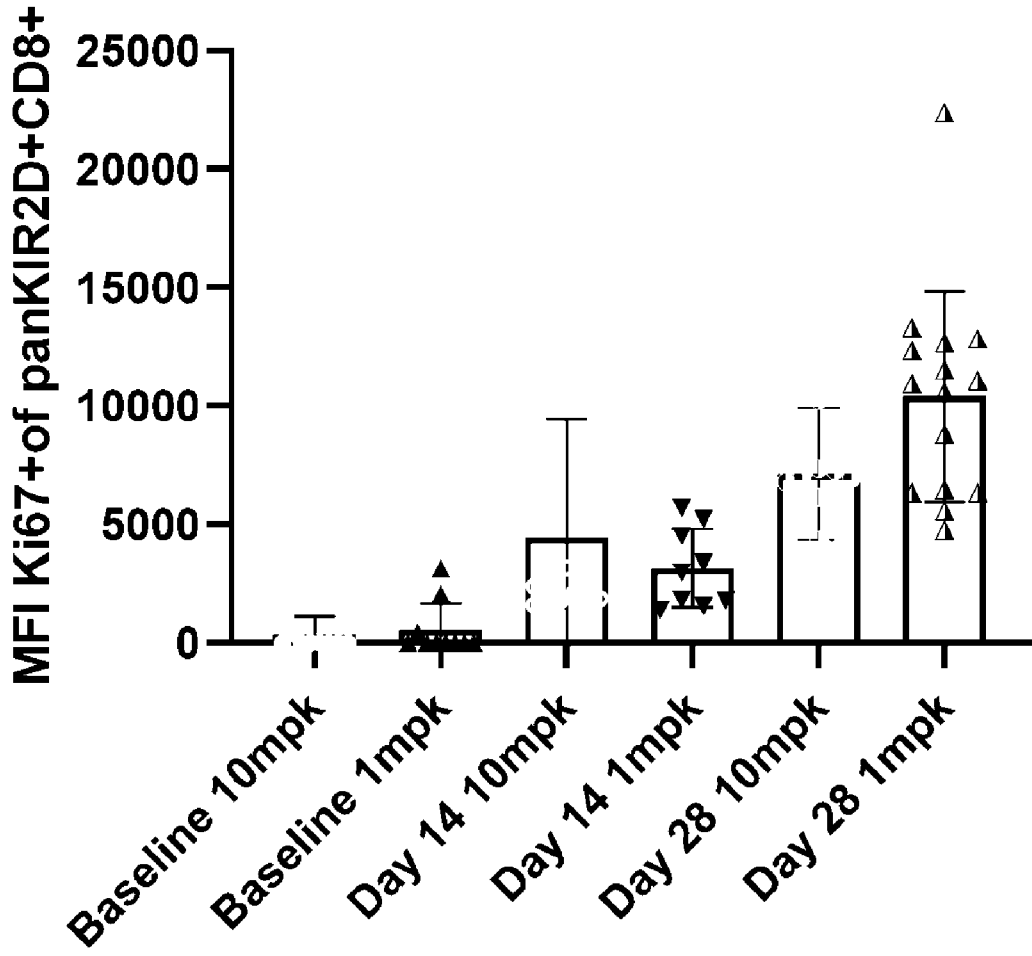 MFI Ki67+of panKIR2D+CD8+
25000
20000
15000
10000
5000
0
Baseline 10mpk
Baseline 1mpk
Day 14 10mpk
Day 14 1mpk
Day 28 10mpk
Day 28 1mpk